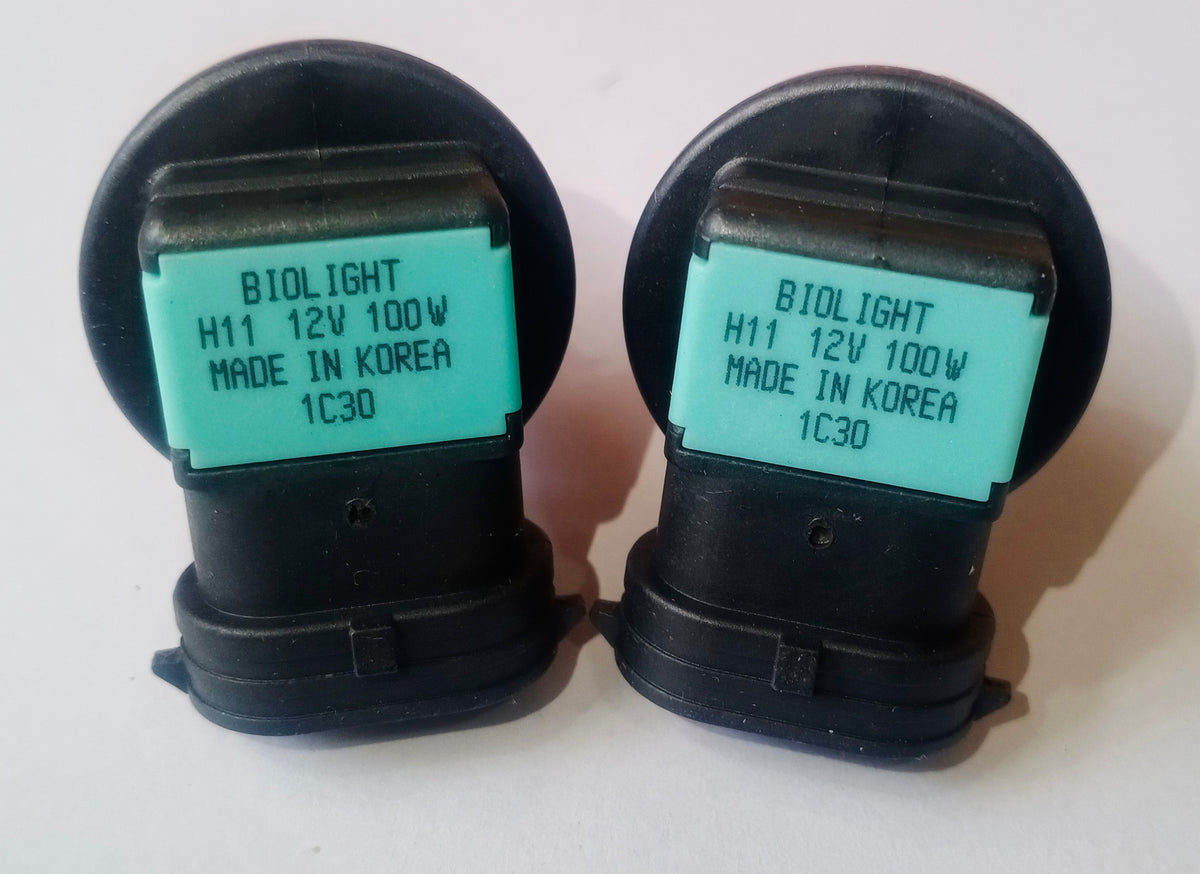 BIOLIGHT
H11 12V 100W
MADE IN KOREA
1C30
BIOLIGHT
H11 12V 100W
MADE IN KOREA
1C30